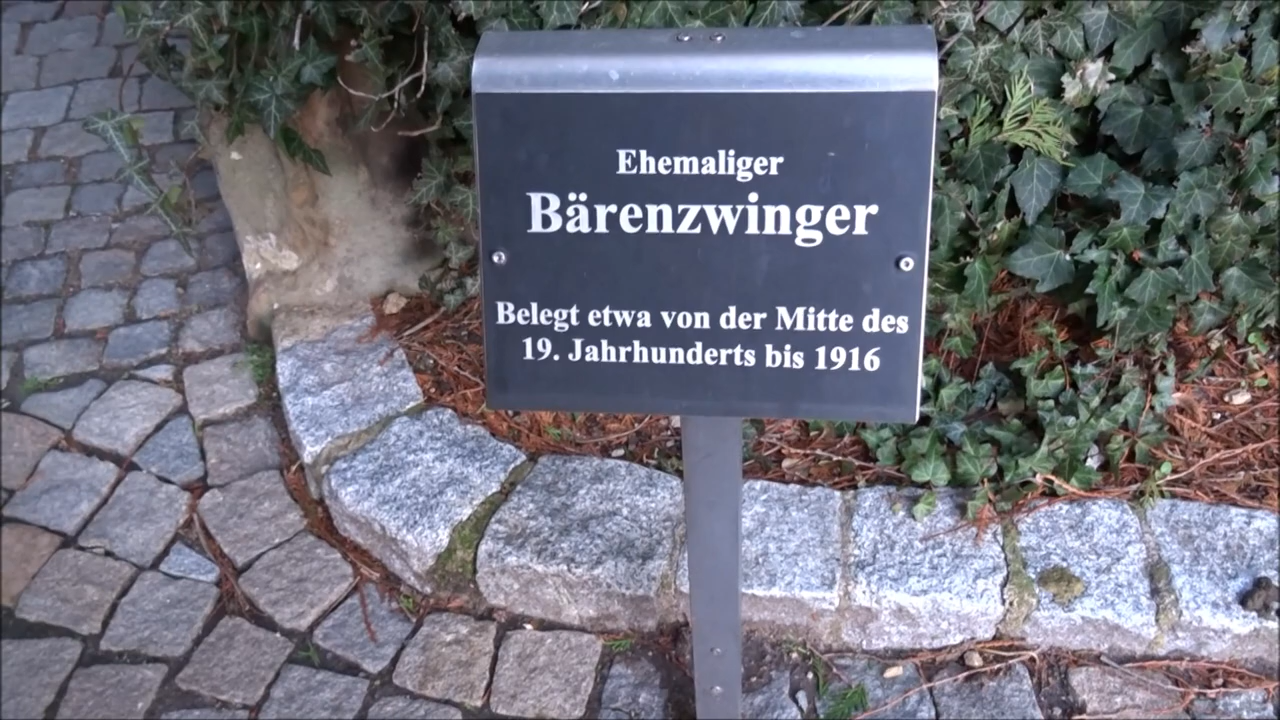 Ehemaliger
Bärenzwinger
Belegt etwa von der Mitte des
19. Jahrhunderts bis 1916